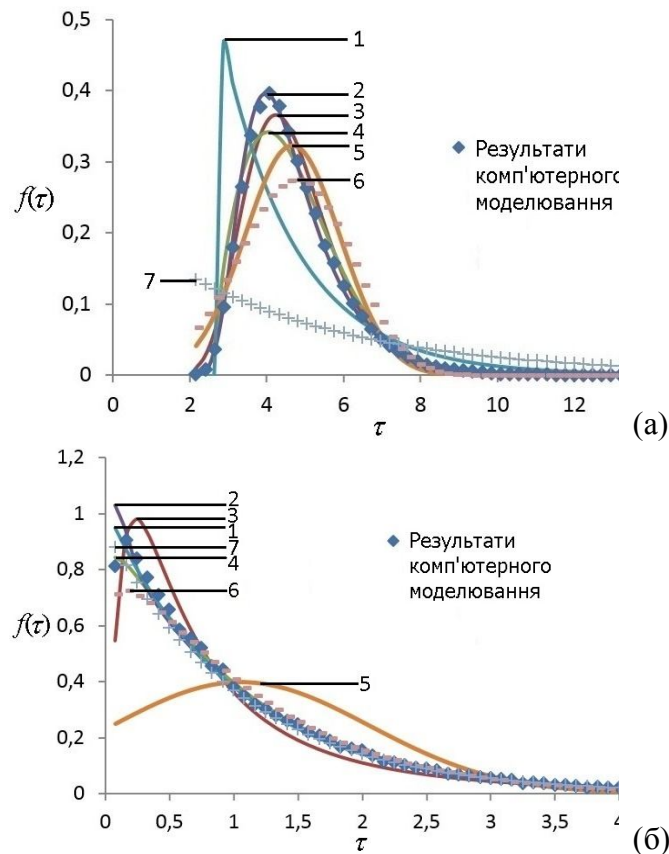 0,5
0,4
0,3
0,2
0,1
0
f(τ)
1
2
3
4
5
6
7
Результати
комп'ютерного
моделювання
0 2 4 6 8 10 12
τ
(а)
1,2
1
0,8
0,6
0,4
0,2
0
f(τ)
2
3
1
7
4
6
5
Результати
комп'ютерного
моделювання
0 0,5 1 1,5 2 2,5 3 3,5 4
τ
(б)